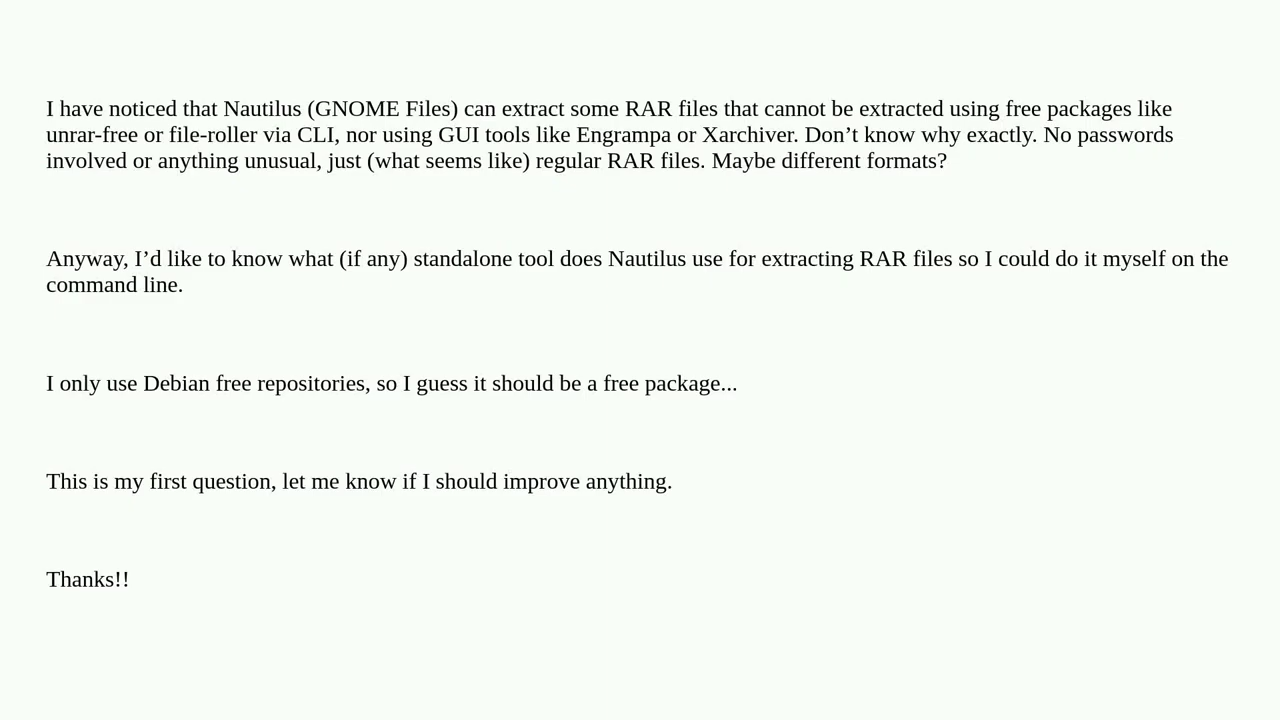 I have noticed that Nautilus (GNOME Files) can extract some RAR files that cannot be extracted using free packages like
unrar-free or file-roller via CLI, nor using GUI tools like Engrampa or Xarchiver. Don’t know why exactly. No passwords
involved or anything unusual, just (what seems like) regular RAR files. Maybe different formats?
Anyway, I’d like to know what (if any) standalone tool does Nautilus use for extracting RAR files so I could do it myself on the
command line.
I only use Debian free repositories, so I guess it should be a free package...
This is my first question, let me know if I should improve anything.
Thanks!!